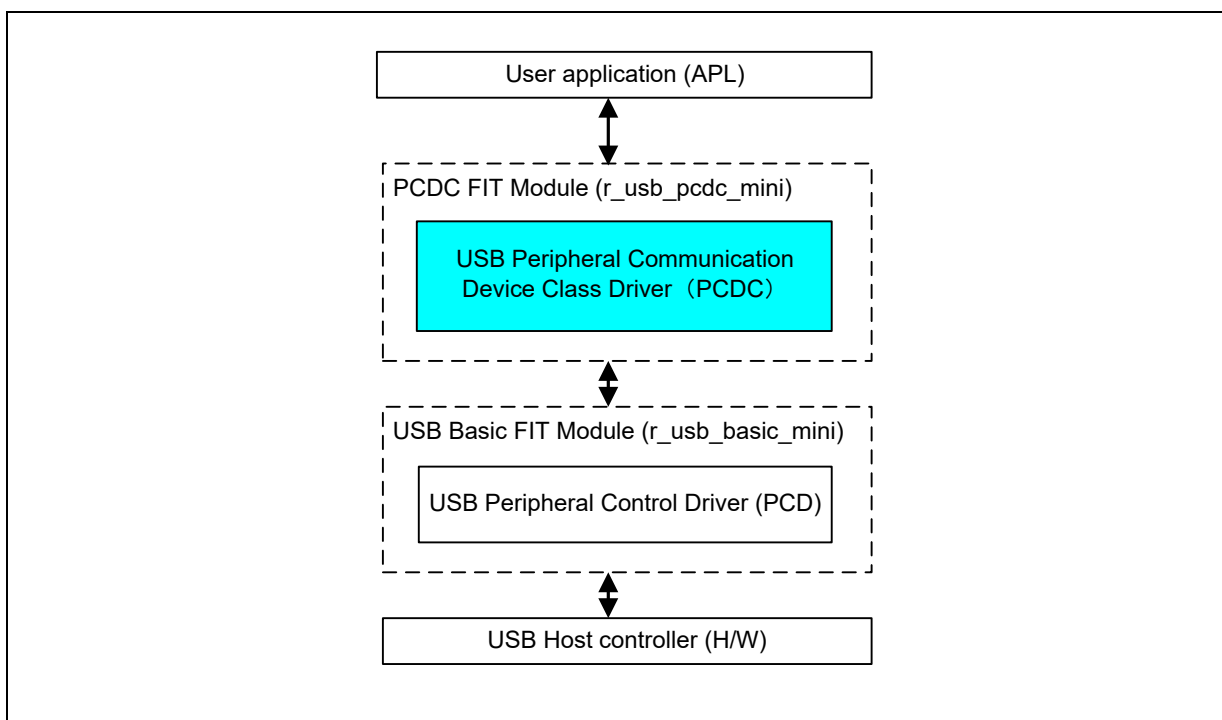 User application (APL)
PCDC FIT Module (r_usb_pcdc_mini)
USB Peripheral Communication
Device Class Driver（PCDC）
USB Basic FIT Module (r_usb_basic_mini)
USB Peripheral Control Driver (PCD)
USB Host controller (H/W)